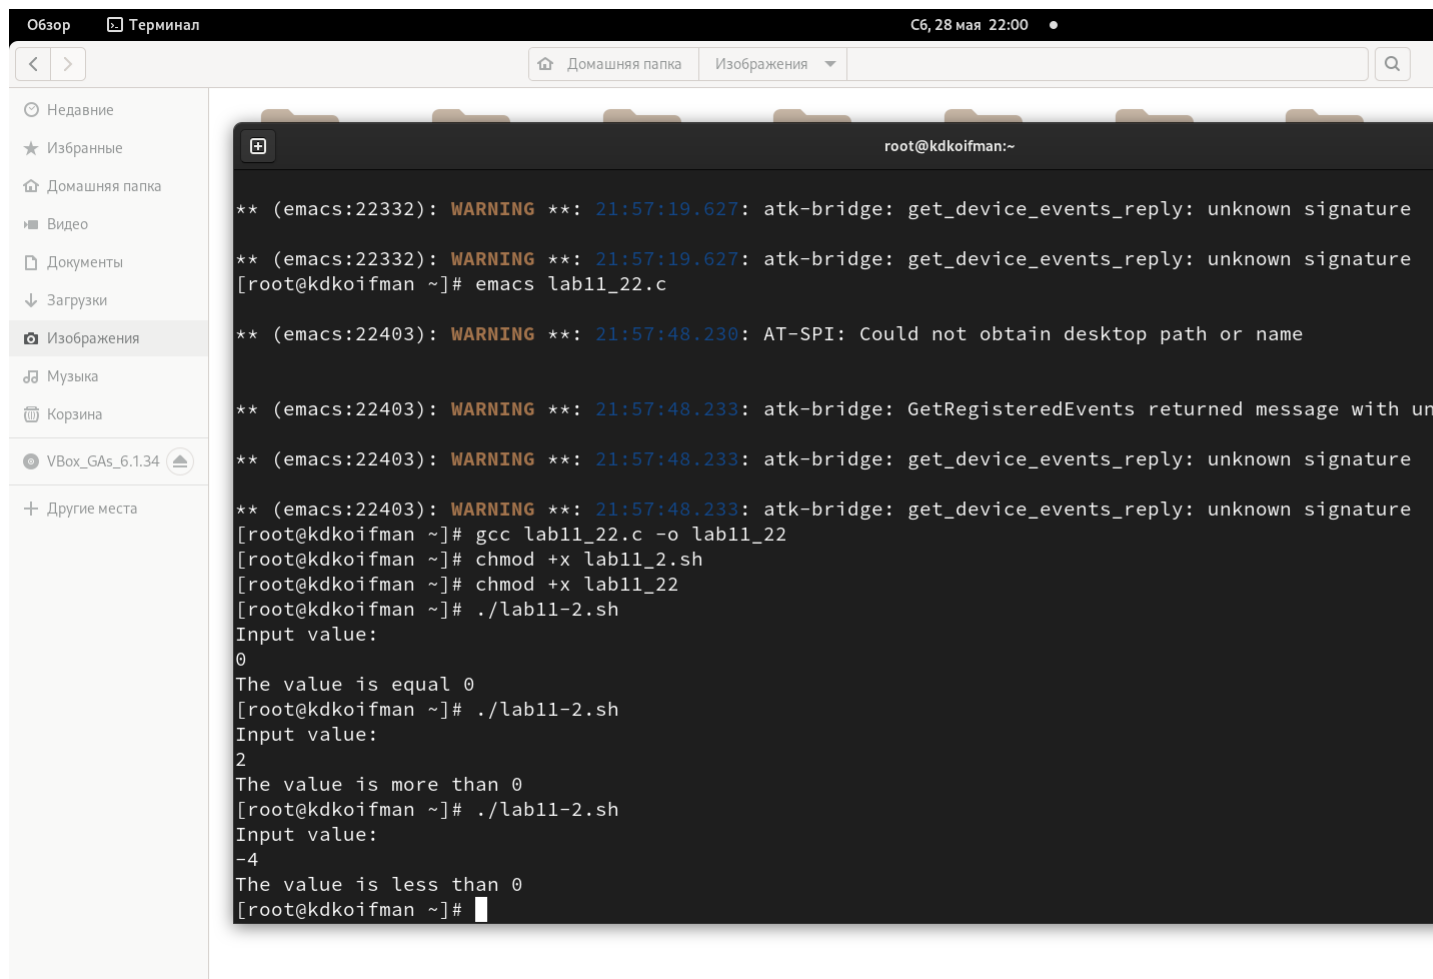 Обзор
Терминал
Сб, 28 мая 22:00
Домашняя папка
Изображения
Недавние
Избранные
Домашняя папка
Видео
Документы
Загрузки
Изображения
Музыка
Корзина
VBox_GAs_6.1.34
Другие места
root@kdkoifman:~
** (emacs:22332): WARNING **: 21:57:19.627: atk-bridge: get_device_events_reply: unknown signature
** (emacs:22332): WARNING **: 21:57:19.627: atk-bridge: get_device_events_reply: unknown signature
[root@kdkoifman ~]# emacs lab11_22.c
** (emacs:22403): WARNING **: 21:57:48.230: AT-SPI: Could not obtain desktop path or name
** (emacs:22403): WARNING **: 21:57:48.233: atk-bridge: GetRegisteredEvents returned message with un
** (emacs:22403): WARNING **: 21:57:48.233: atk-bridge: get_device_events_reply: unknown signature
** (emacs:22403): WARNING **: 21:57:48.233: atk-bridge: get_device_events_reply: unknown signature
[root@kdkoifman ~]# gcc lab11_22.c -o lab11_22
[root@kdkoifman ~]# chmod +x lab11_2.sh
[root@kdkoifman ~]# chmod +x lab11_22
[root@kdkoifman ~]# ./lab11-2.sh
Input value:
0
The value is equal 0
[root@kdkoifman ~]# ./lab11-2.sh
Input value:
2
The value is more than 0
[root@kdkoifman ~]# ./lab11-2.sh
Input value:
-4
The value is less than 0
[root@kdkoifman ~]#